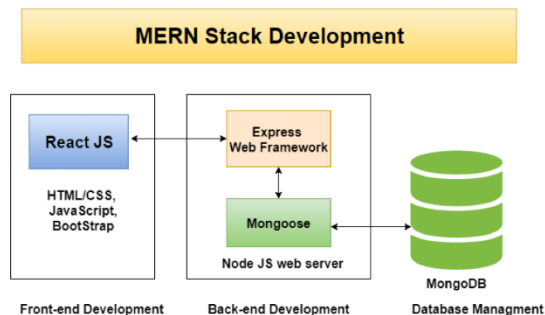 MERN Stack Development
React JS
HTML/CSS,
JavaScript,
BootStrap
Front-end Development
Express
Web Framework
Mongoose
Node JS web server
Back-end Development
MongoDB
Database Managment